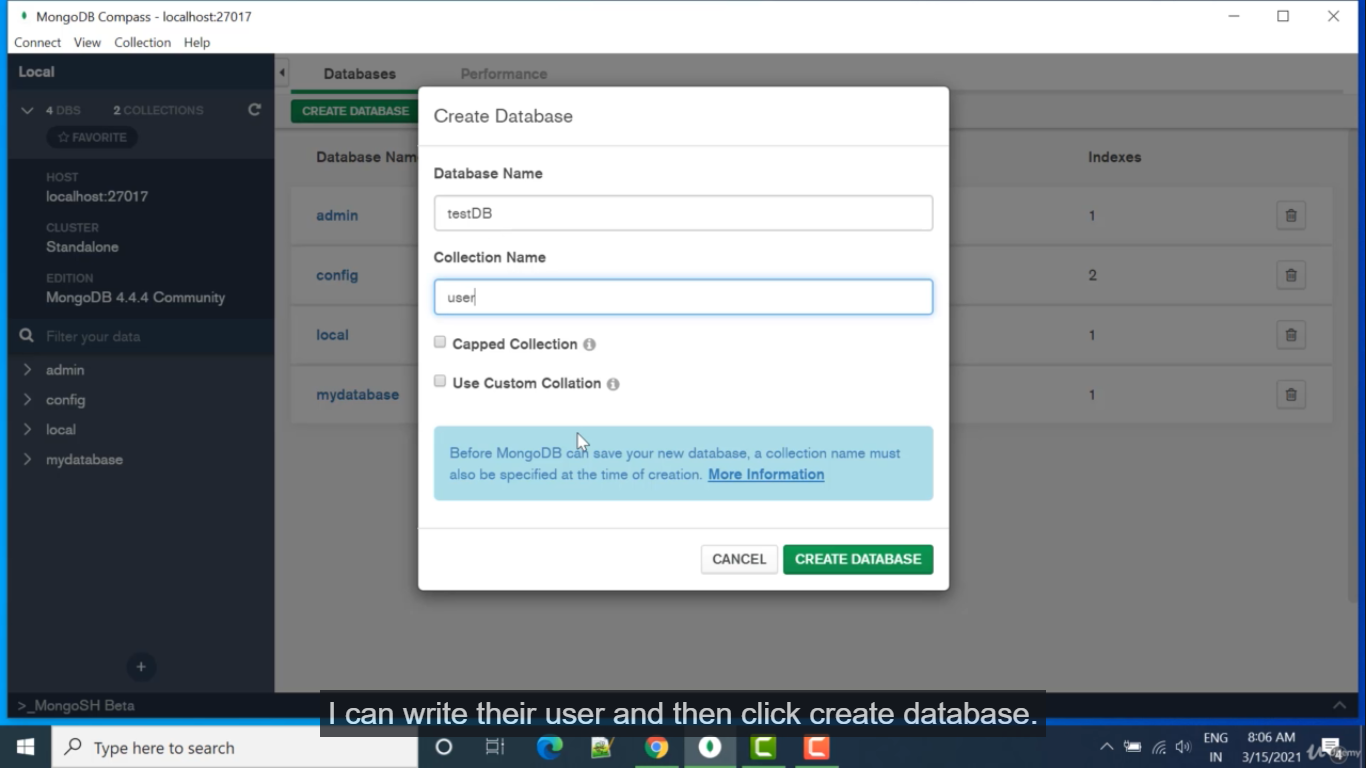 MongoDB Compass - localhost:27017
Connect View Collection Help
Local
Databases Performance
4 DBS 2 COLLECTIONS
FAVORITE
CREATE DATABASE
HOST
localhost:27017
CLUSTER
Standalone
EDITION
MongoDB 4.4.4 Community
Filter your data
admin
config
local
mydatabase
>_MongoSH Beta
Database Nam
Indexes
admin 1
config 2
local 1
mydatabase 1
Create Database
Database Name
testDB
Collection Name
user
Capped Collection
Use Custom Collation
Before MongoDB can save your new database, a collection name must
also be specified at the time of creation. More Information
CANCEL CREATE DATABASE
I can write their user and then click create database.
Type here to search
ENG
IN
8:06 AM
3/15/2021
4